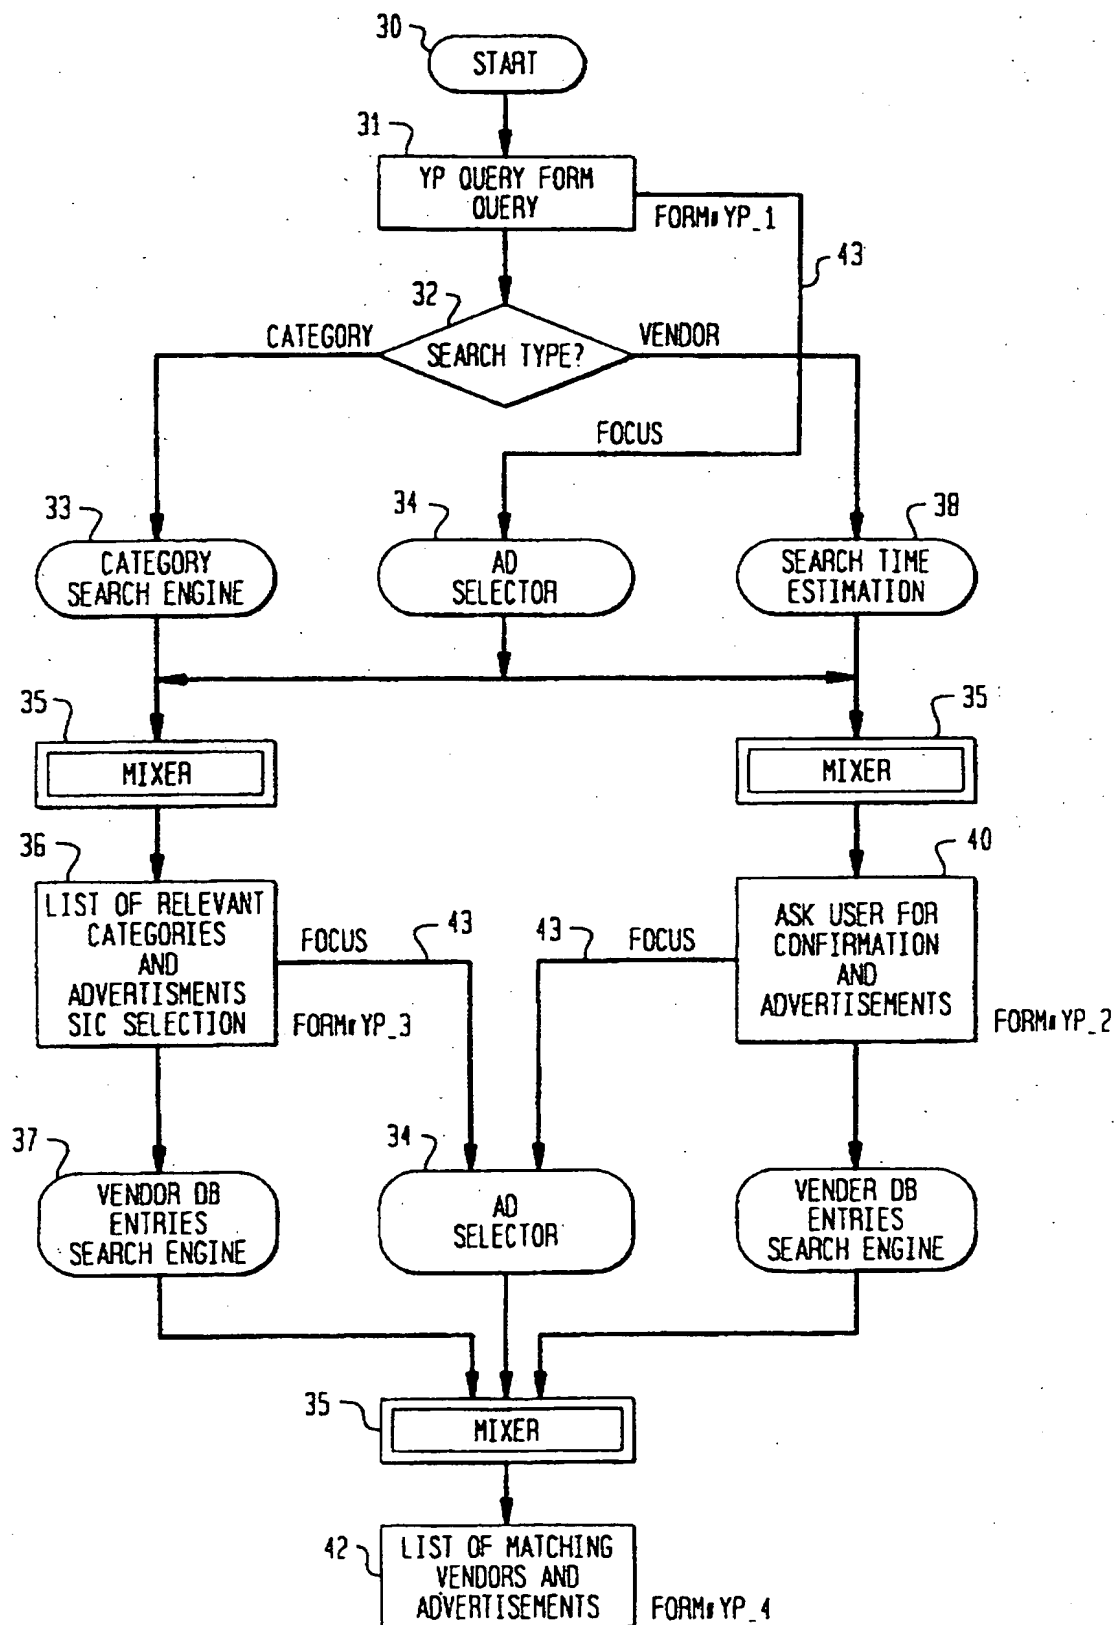 30
START
31
YP QUERY FORM
QUERY
FORM#YP_1
43
32
CATEGORY
SEARCH TYPE?
VENDOR
FOCUS
33
CATEGORY
SEARCH ENGINE
34
AD
SELECTOR
38
SEARCH TIME
ESTIMATION
35
MIXER
35
MIXER
36
LIST OF RELEVANT
CATEGORIES
AND
ADVERTISMENTS
SIC SELECTION
FOCUS
43
FORM#YP_3
43
FOCUS
40
ASK USER FOR
CONFIRMATION
AND
ADVERTISEMENTS
FORM#YP_2
37
VENDOR DB
ENTRIES
SEARCH ENGINE
34
AD
SELECTOR
VENDER DB
ENTRIES
SEARCH ENGINE
35
MIXER
42
LIST OF MATCHING
VENDORS AND
ADVERTISEMENTS
FORM#YP_4